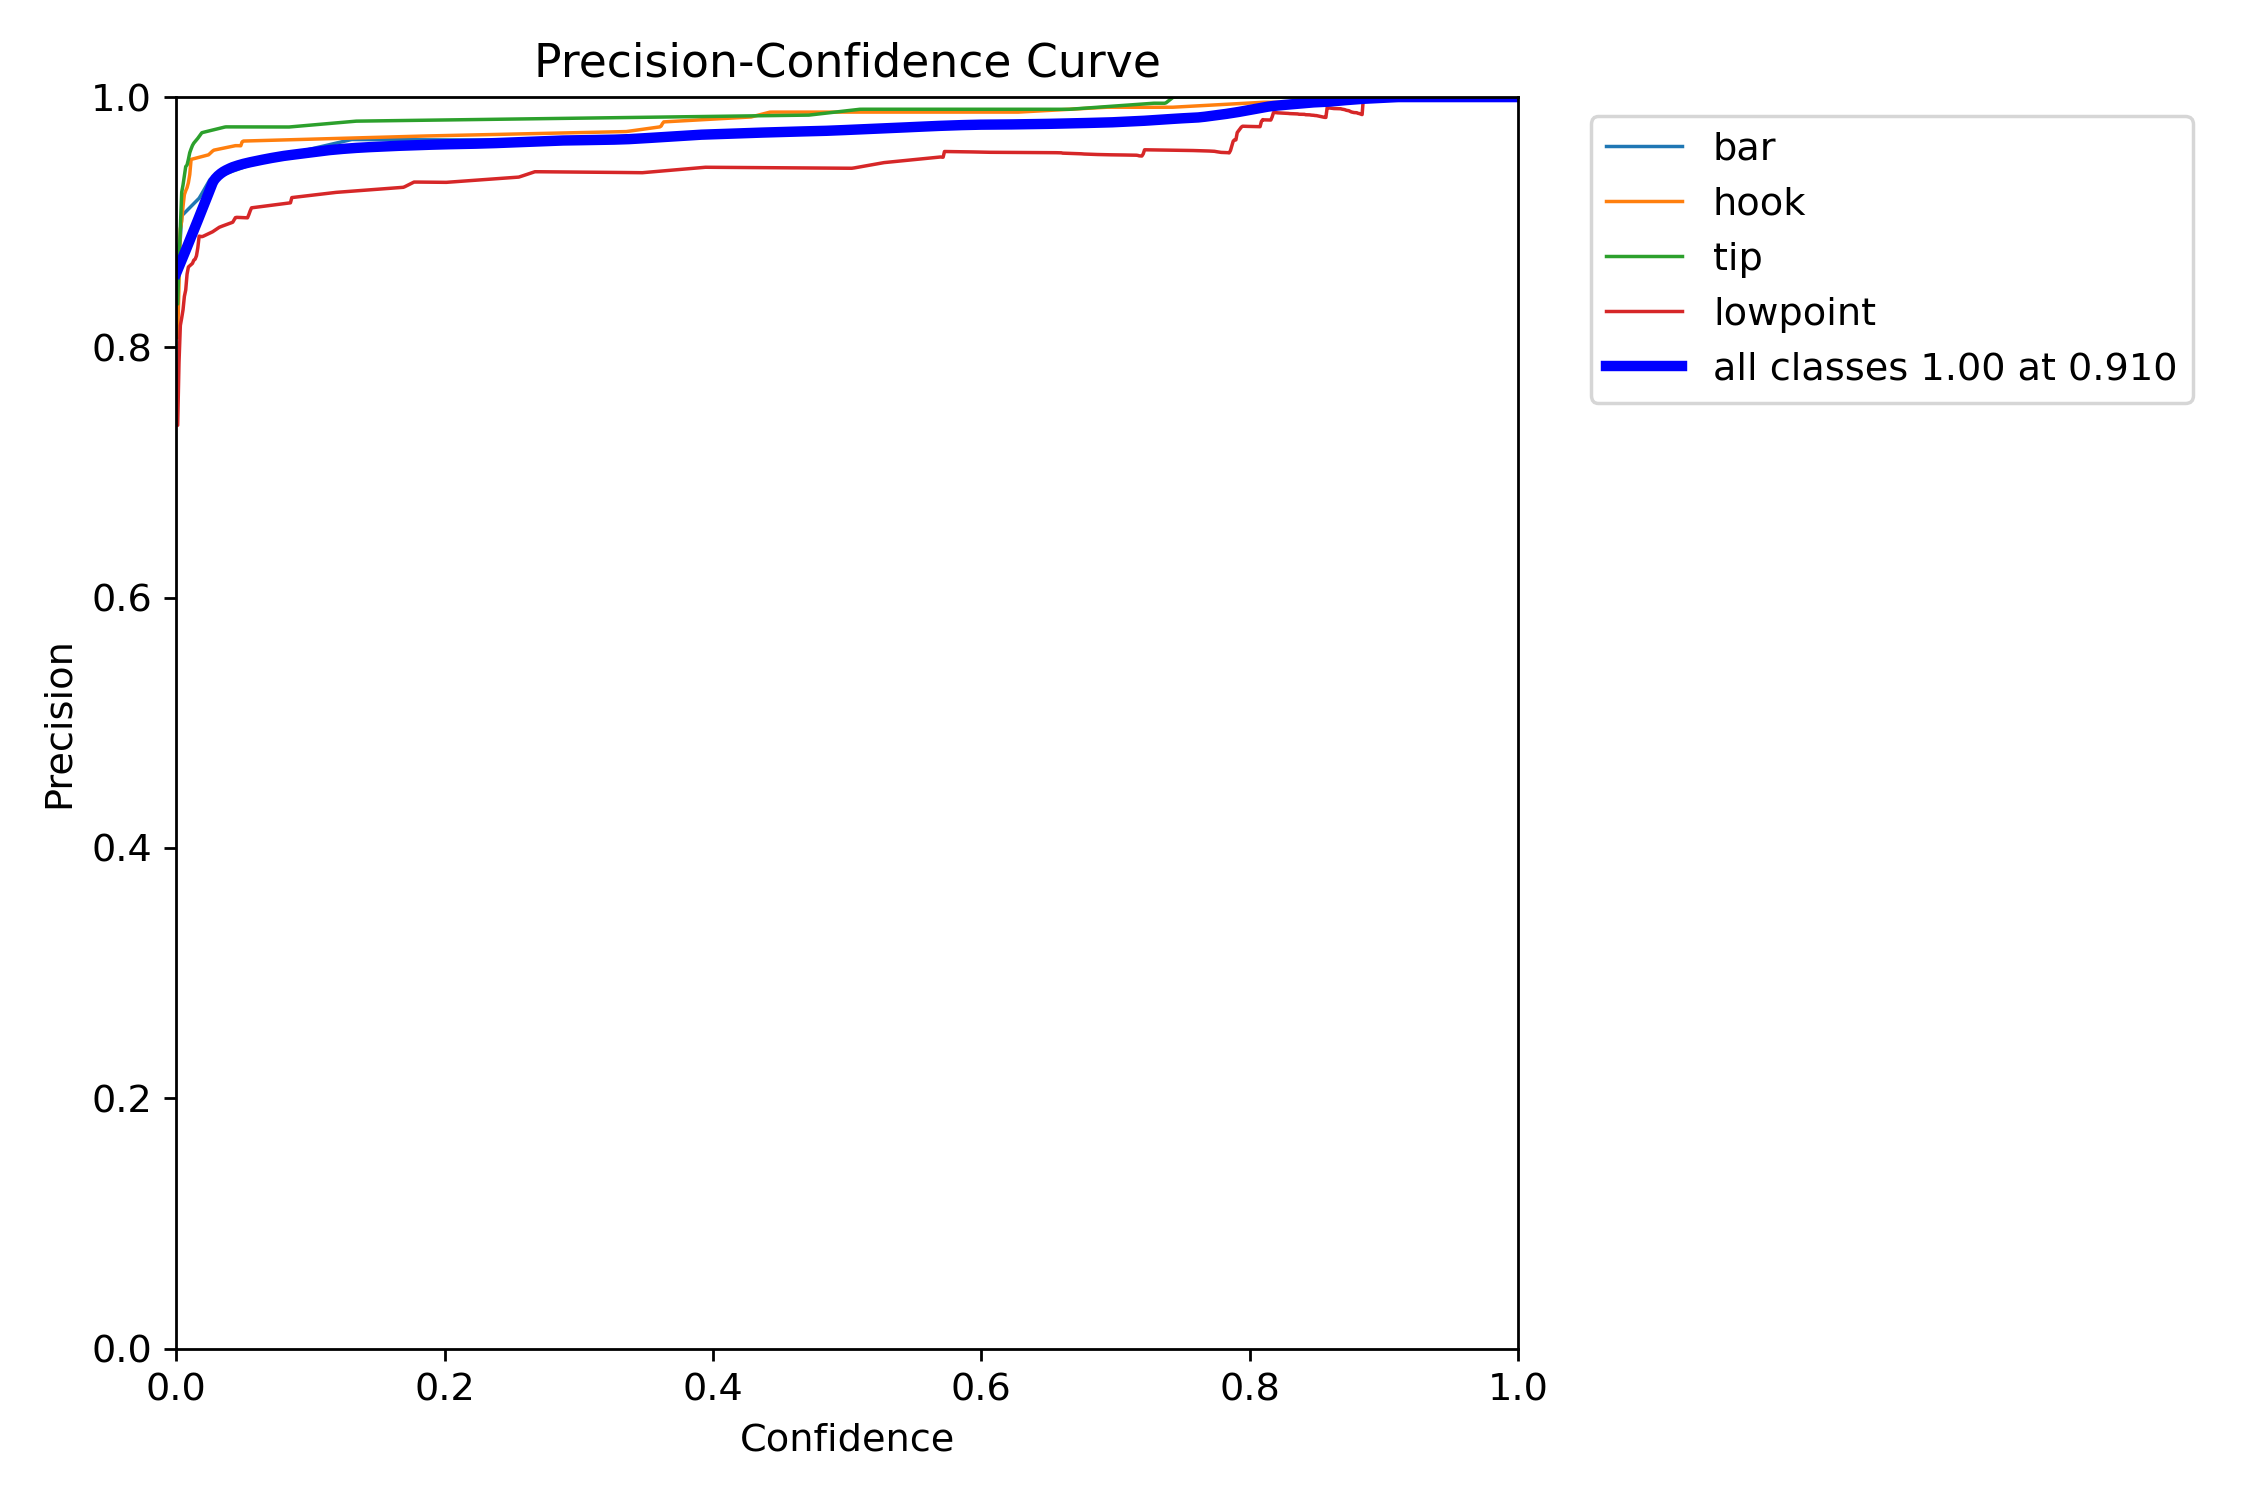 Precision-Confidence Curve
1.0
0.8
0.6
0.4
0.2
0.0
Precision
0.0 0.2 0.4 0.6 0.8 1.0
Confidence
bar
hook
tip
lowpoint
all classes 1.00 at 0.910